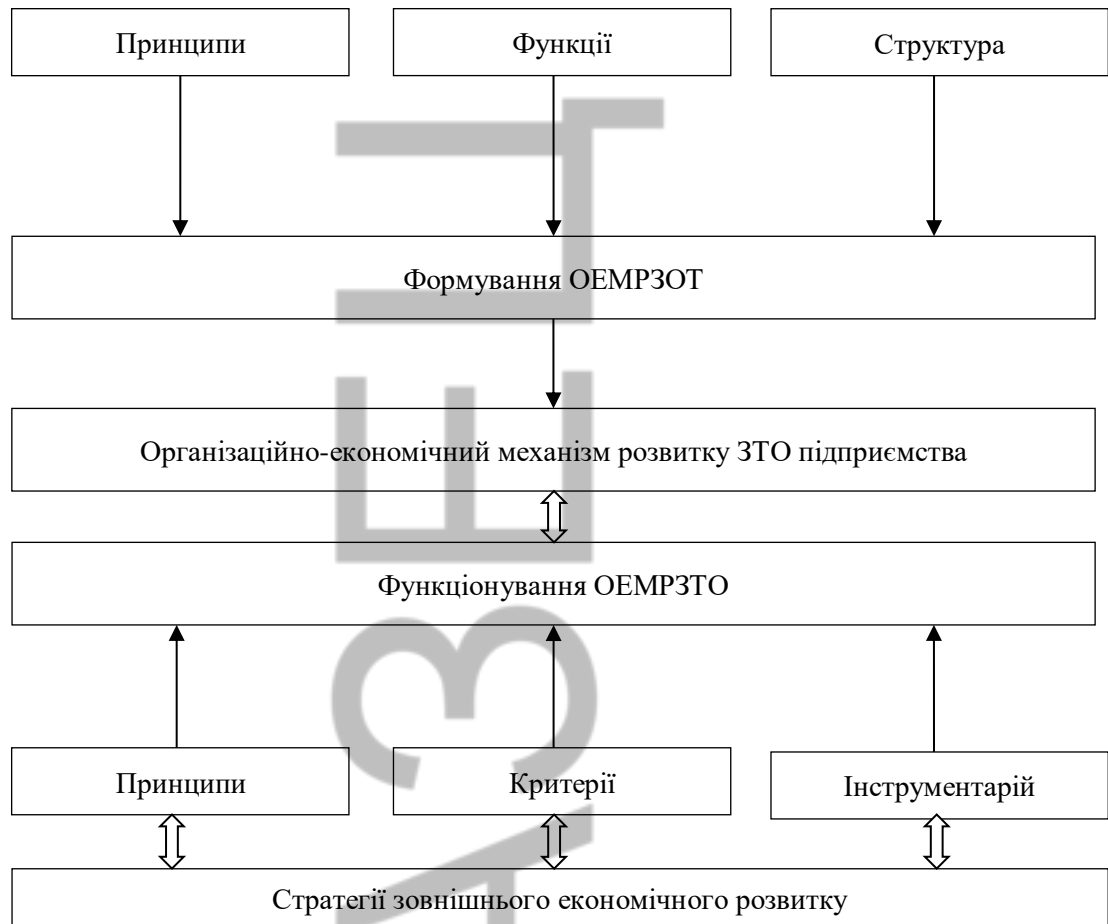 Принципи
Функції
Структура
Формування ОЕМРЗОТ
Організаційно-економічний механізм розвитку ЗТО підприємства
Функціонування ОЕМРЗТО
Принципи
Критерії
Інструментарій
Стратегії зовнішнього економічного розвитку